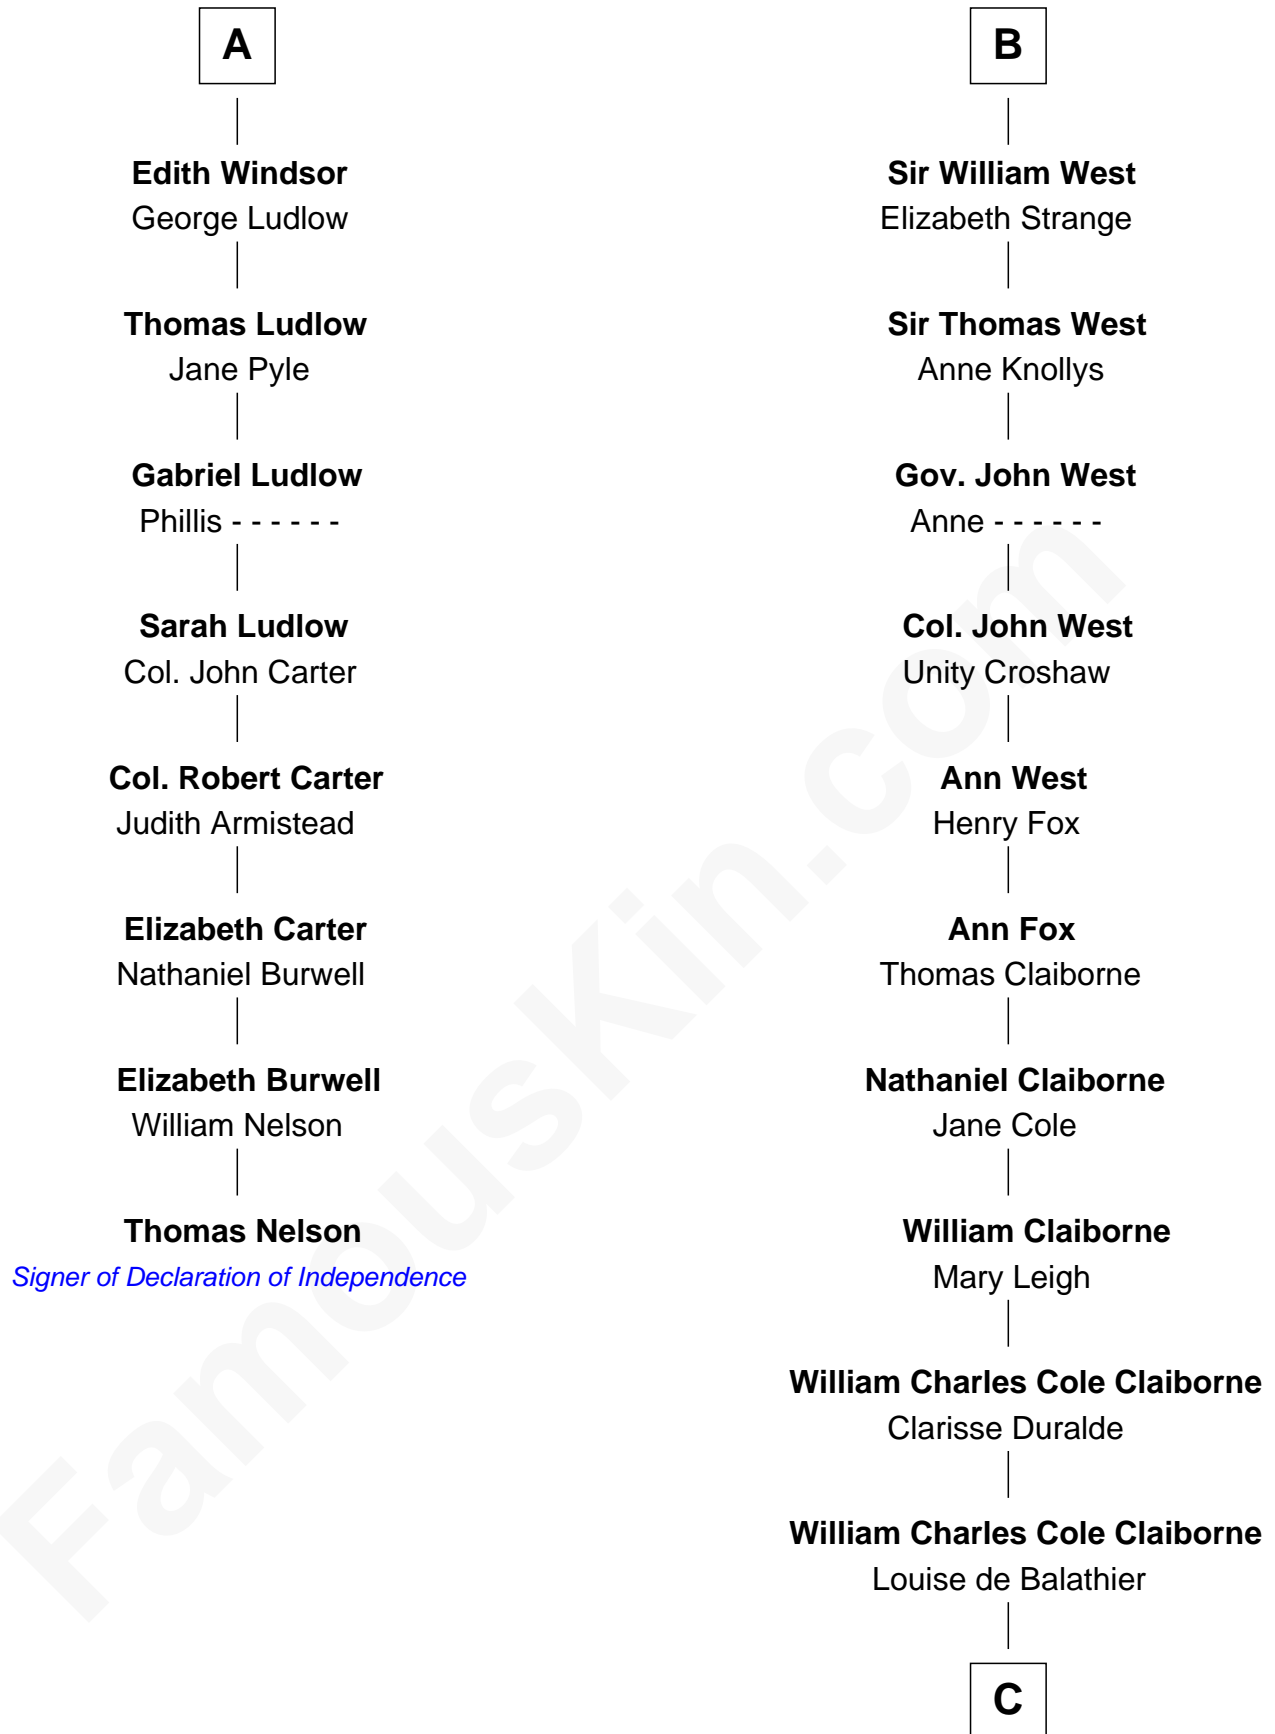 A
Edith Windsor
George Ludlow
Thomas Ludlow
Jane Pyle
Gabriel Ludlow
Phillis - - - - - -
Sarah Ludlow
Col. John Carter
Col. Robert Carter
Judith Armistead
Elizabeth Carter
Nathaniel Burwell
Elizabeth Burwell
William Nelson
Thomas Nelson
Signer of Declaration of Independence
B
Sir William West
Elizabeth Strange
Sir Thomas West
Anne Knollys
Gov. John West
Anne - - - - - -
Col. John West
Unity Croshaw
Ann West
Henry Fox
Ann Fox
Thomas Claiborne
Nathaniel Claiborne
Jane Cole
William Claiborne
Mary Leigh
William Charles Cole Claiborne
Clarisse Duralde
William Charles Cole Claiborne
Louise de Balathier
C
FamousKin.com